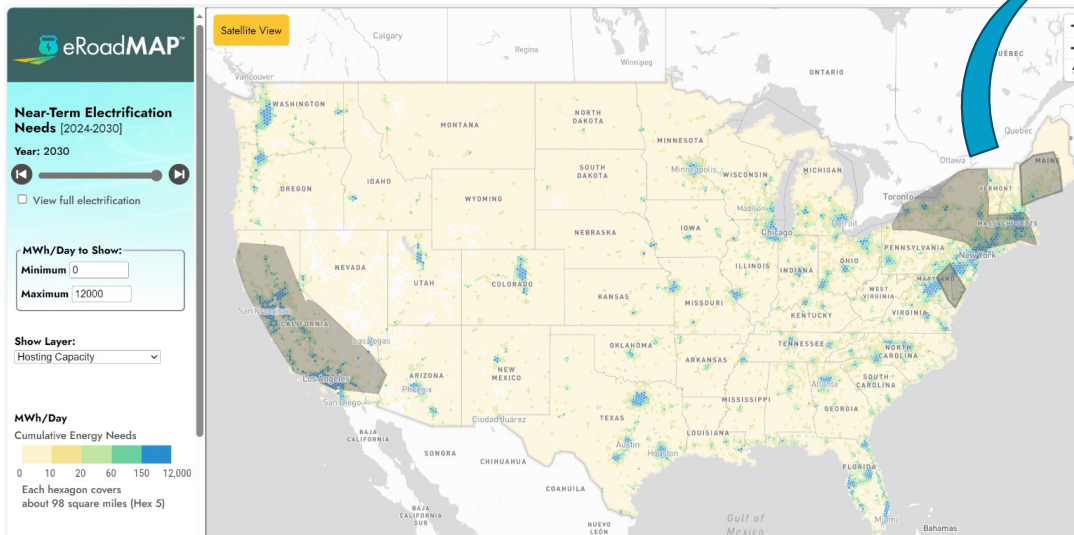 eRoadMAP™
Near-Term Electrification
Needs [2024-2030]
Year: 2030
View full electrification
MWh/Day to Show:
Minimum 0
Maximum 12000
Show Layer:
Hosting Capacity
MWh/Day
Cumulative Energy Needs
0 10 20 60 150 12,000
Each hexagon covers
about 98 square miles (Hex 5)
Satellite View
Calgary
Regina
Winnipeg
Vancouver
ONTARIO
Quebec
Ottawa
WASHINGTON
MONTANA
NORTH
DAKOTA
MINNESOTA
MAINE
OREGON
IDAHO
SOUTH
DAKOTA
Minneapolis
WISCONSIN
MICHIGAN
Toronto
VERMONT
WYOMING
Madison
Detroit
MASSACHUSETTS
NEBRASKA
IOWA
Chicago
PENNSYLVANIA
New York
NEVADA
UTAH
COLORADO
ILLINOIS
INDIANA
OHIO
MARYLAND
San Francisco
CALIFORNIA
KANSAS
MISSOURI
WEST
VIRGINIA
KENTUCKY
VIRGINIA
Las Vegas
OKLAHOMA
TENNESSEE
NORTH
CAROLINA
Los Angeles
ARIZONA
NEW
MEXICO
ARKANSAS
SOUTH
CAROLINA
San Diego
Phoenix
Atlanta
MISSISSIPPI
GEORGIA
Ciudad Juárez
TEXAS
BAJA
CALIFORNIA
LOUISIANA
Austin
Houston
SONORA
CHIHUAHUA
FLORIDA
COAHUILA
BAJA
CALIFORNIA
SUR
NUEVO
LEÓN
Gulf of
Mexico
Miami
Bahamas